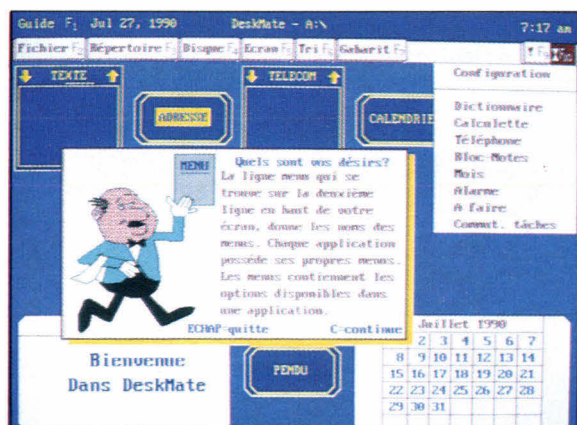 Guide F1 Jul 27, 1990 DeskMate - A:\ 7:17 am
Fichier F2 Répertoire F3 Disque F4 Ecran F5 Tri F6 Gabarit F7 F9 F10
TEXTE
TELECOM
ADRESSE
CALENDRIE
Configuration
Dictionnaire
Calculette
Téléphone
Bloc-Notes
Mois
Alarme
A faire
Commut. tâches
MENU
Quels sont vos désirs?
La ligne menu qui se
trouve sur la deuxième
ligne en haut de votre
écran, donne les noms des
menus. Chaque application
possède ses propres menus.
Les menus contiennent les
options disponibles dans
une application.
ECHAP=quitte C=continue
Bienvenue
Dans DeskMate
PENDU
Juillet 1990
2 3 4 5 6 7
8 9 10 11 12 13 14
15 16 17 18 19 20 21
22 23 24 25 26 27 28
29 30 31